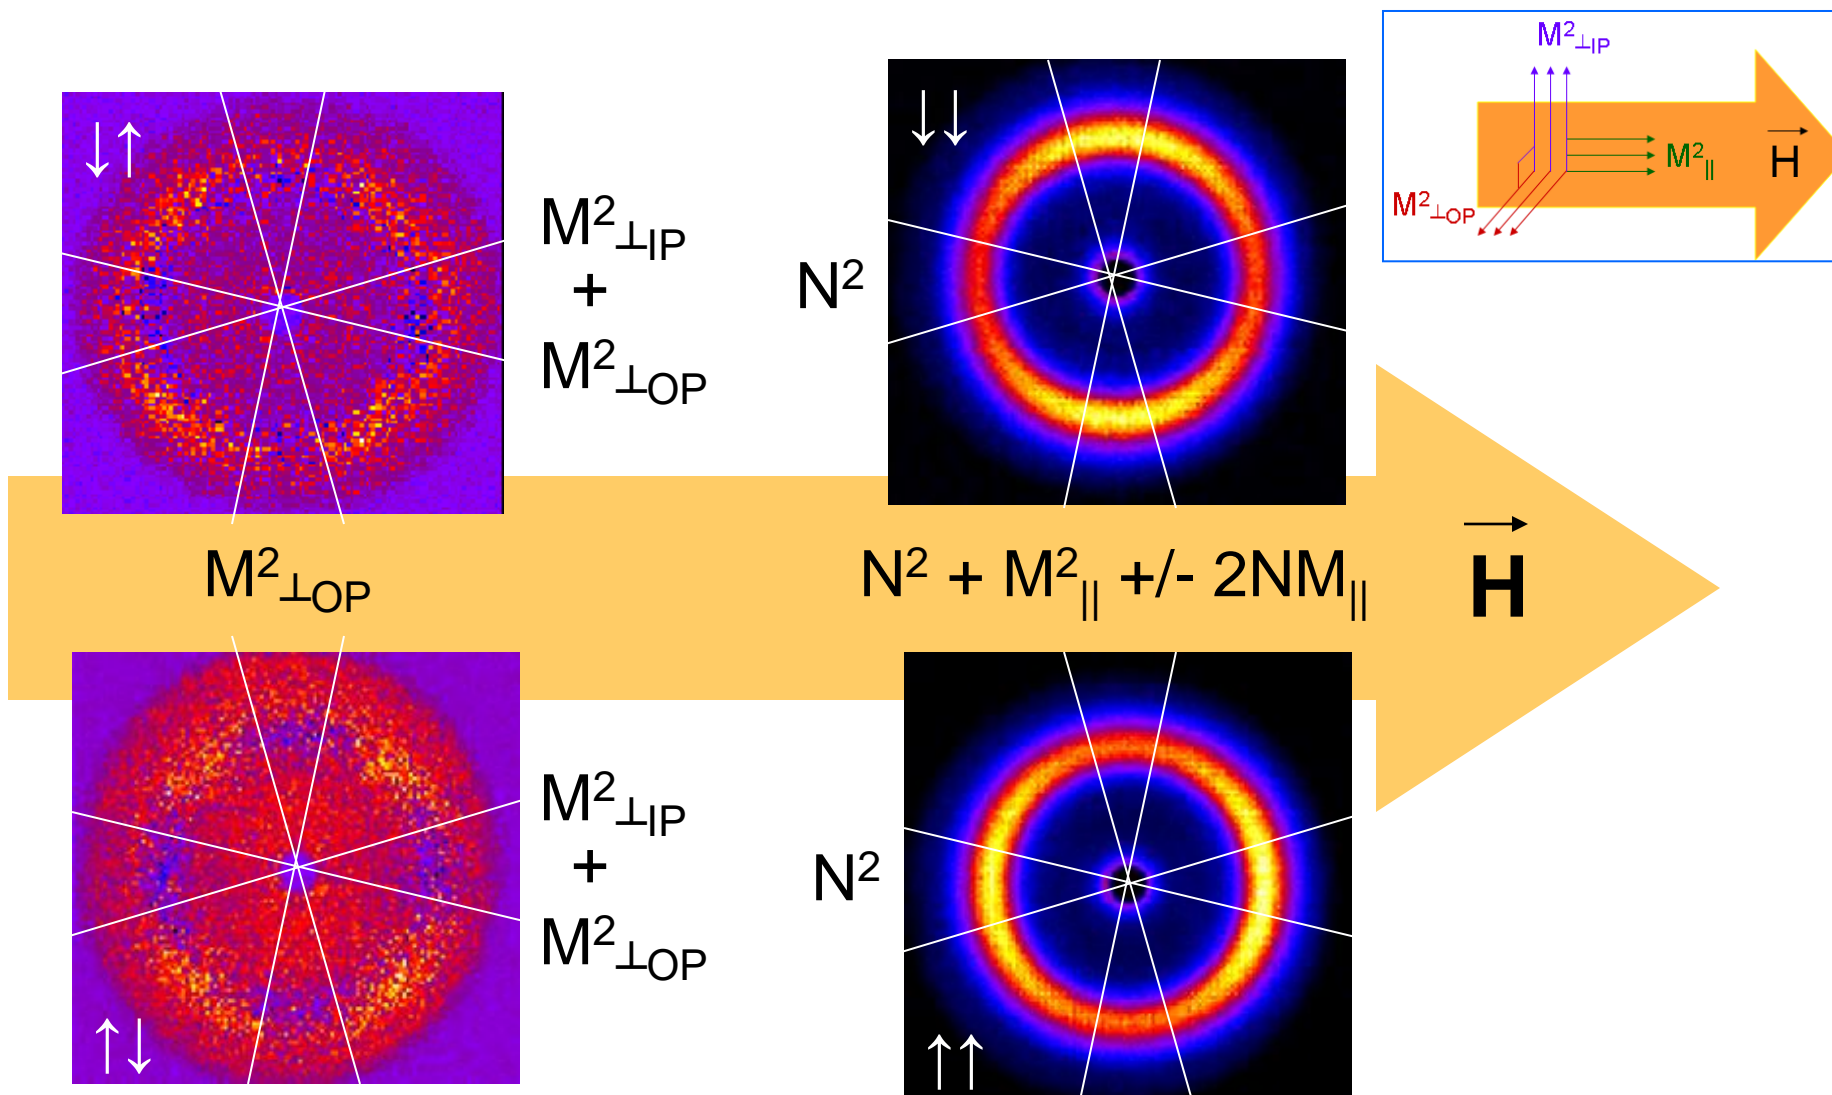 ↓↑
M²⊥IP
+
M²⊥OP
N²
↓↓
M²⊥IP
M²||
H
M²⊥OP
M²⊥OP
N² + M²|| +/- 2NM||
H
↑↓
M²⊥IP
+
M²⊥OP
N²
↑↑